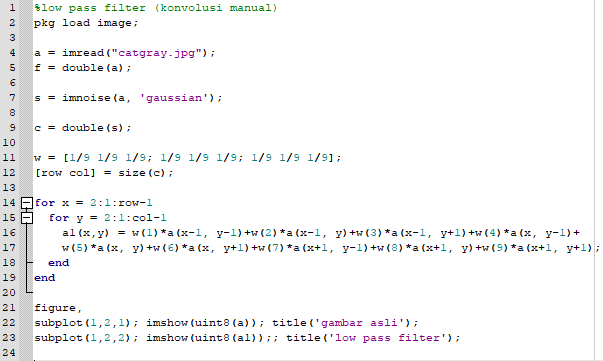 1 %low pass filter (konvolusi manual)
2 pkg load image;
3
4 a = imread("catgray.jpg");
5 f = double(a);
6
7 s = imnoise(a, 'gaussian');
8
9 c = double(s);
10
11 w = [1/9 1/9 1/9; 1/9 1/9 1/9; 1/9 1/9 1/9];
12 [row col] = size(c);
13
14 for x = 2:1:row-1
15 for y = 2:1:col-1
16 a1(x,y) = w(1)*a(x-1, y-1)+w(2)*a(x-1, y)+w(3)*a(x-1, y+1)+w(4)*a(x, y-1)+
17 w(5)*a(x, y)+w(6)*a(x, y+1)+w(7)*a(x+1, y-1)+w(8)*a(x+1, y)+w(9)*a(x+1, y+1);
18 end
19 end
20
21 figure,
22 subplot(1,2,1); imshow(uint8(a)); title('gambar asli');
23 subplot(1,2,2); imshow(uint8(a1));; title('low pass filter');
24